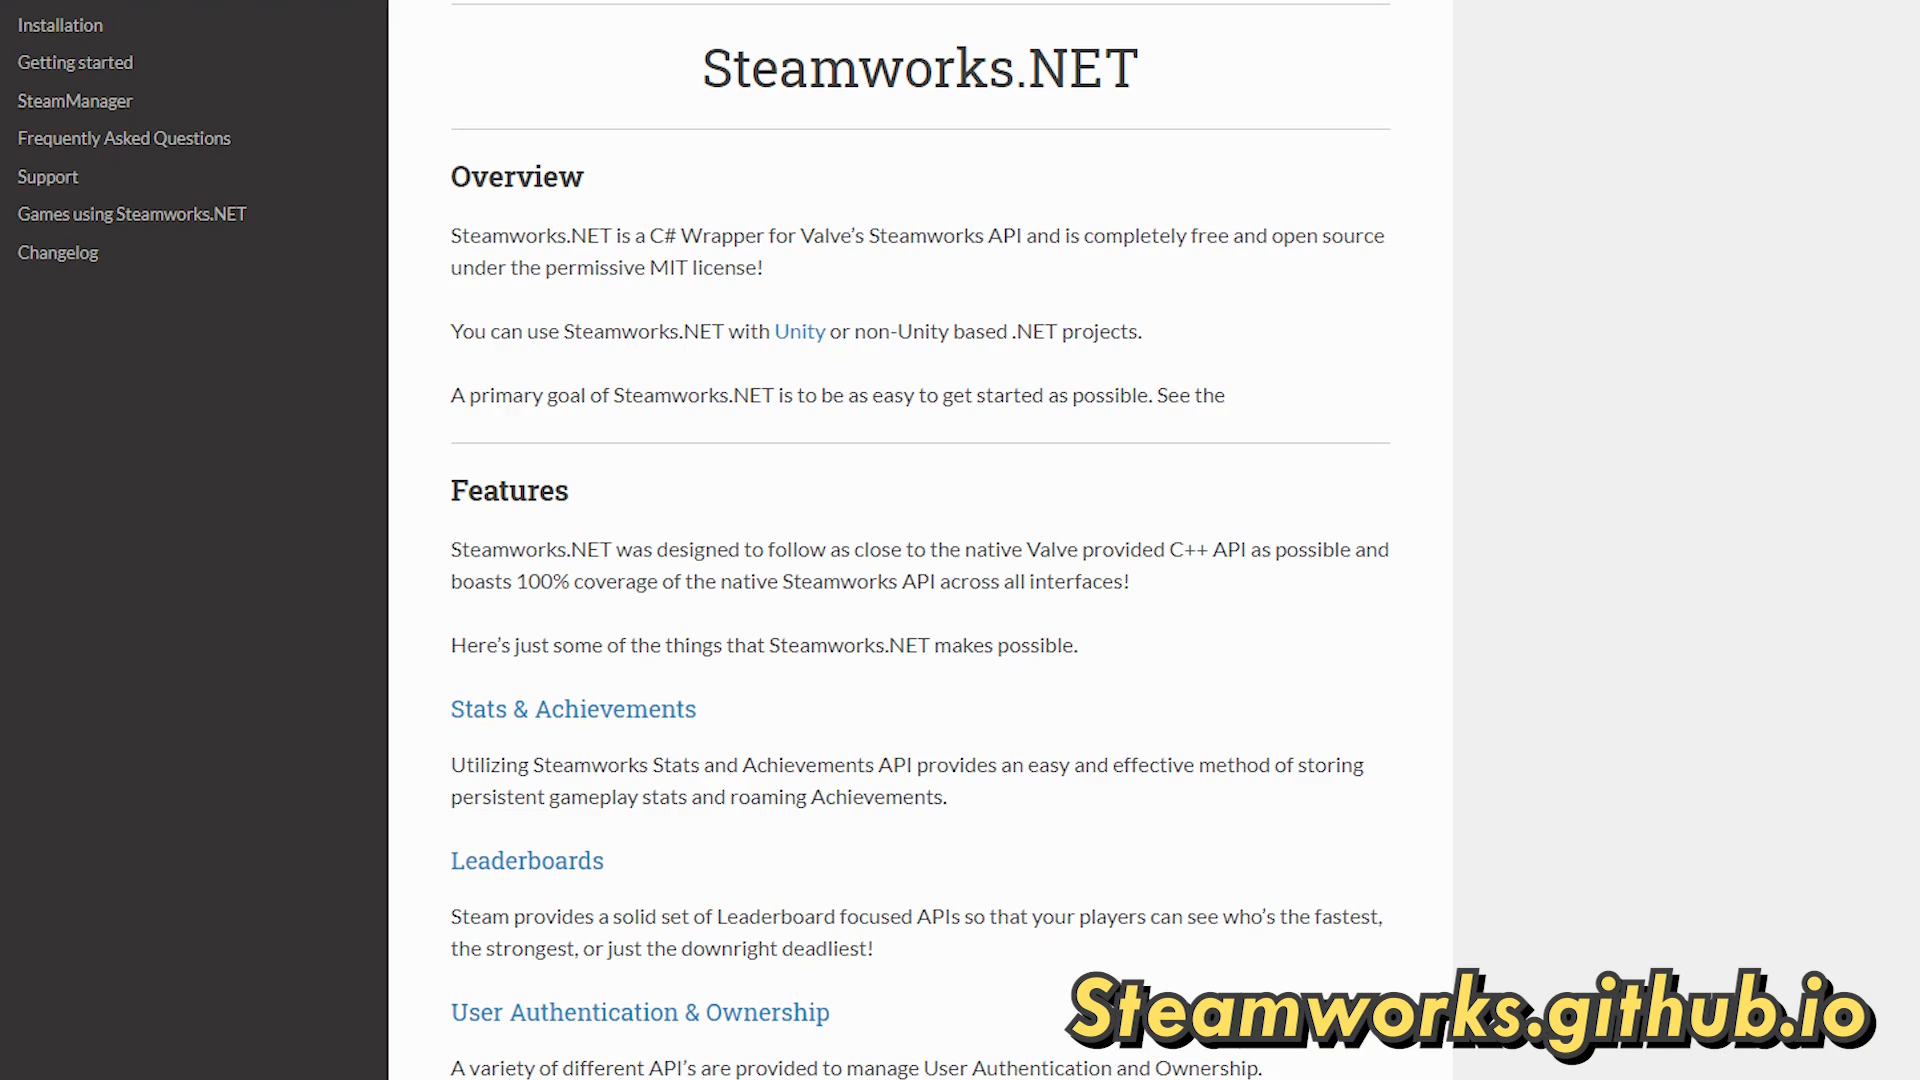 Installation
Getting started
SteamManager
Frequently Asked Questions
Support
Games using Steamworks.NET
Changelog
Steamworks.NET
Overview
Steamworks.NET is a C# Wrapper for Valve’s Steamworks API and is completely free and open source
under the permissive MIT license!
You can use Steamworks.NET with Unity or non-Unity based .NET projects.
A primary goal of Steamworks.NET is to be as easy to get started as possible. See the
Features
Steamworks.NET was designed to follow as close to the native Valve provided C++ API as possible and
boasts 100% coverage of the native Steamworks API across all interfaces!
Here’s just some of the things that Steamworks.NET makes possible.
Stats & Achievements
Utilizing Steamworks Stats and Achievements API provides an easy and effective method of storing
persistent gameplay stats and roaming Achievements.
Leaderboards
Steam provides a solid set of Leaderboard focused APIs so that your players can see who’s the fastest,
the strongest, or just the downright deadliest!
User Authentication & Ownership
A variety of different API’s are provided to manage User Authentication and Ownership.
Steamworks.github.io